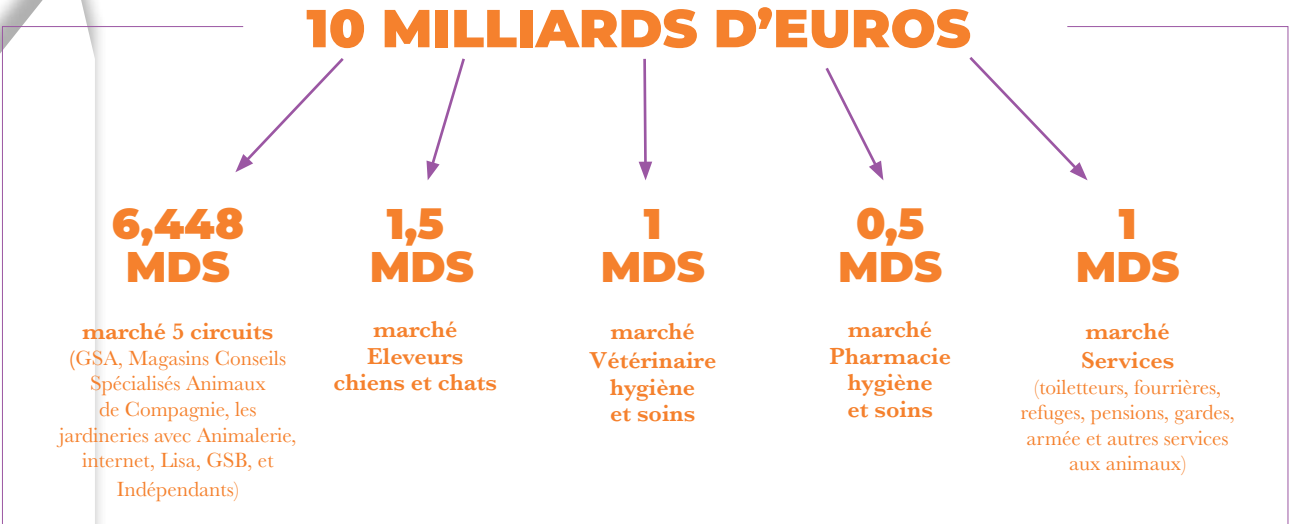 10 MILLIARDS D’EUROS
6,448
MDS
marché 5 circuits
(GSA, Magasins Conseils
Spécialisés Animaux
de Compagnie, les
jardineries avec Animalerie,
internet, Lisa, GSB, et
Indépendants)
1,5
MDS
marché
Eleveurs
chiens et chats
1
MDS
marché
Vétérinaire
hygiène
et soins
0,5
MDS
marché
Pharmacie
hygiène
et soins
1
MDS
marché
Services
(toiletteurs, fourrières,
refuges, pensions, gardes,
armée et autres services
aux animaux)